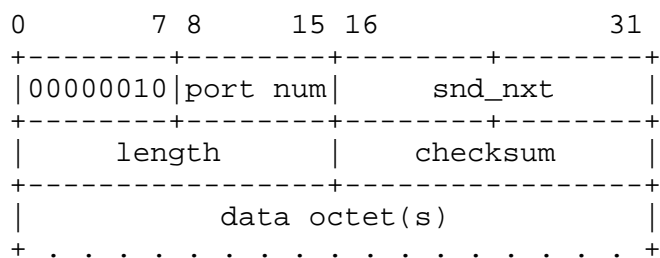 0       7 8      15 16             31
+--------+--------+--------+--------+
|00000010|port num|     snd_nxt     |
+--------+--------+--------+--------+
|     length      |    checksum     |
+-----------------+-----------------+
|           data octet(s)           |
+ . . . . . . . . . . . . . . . . . +